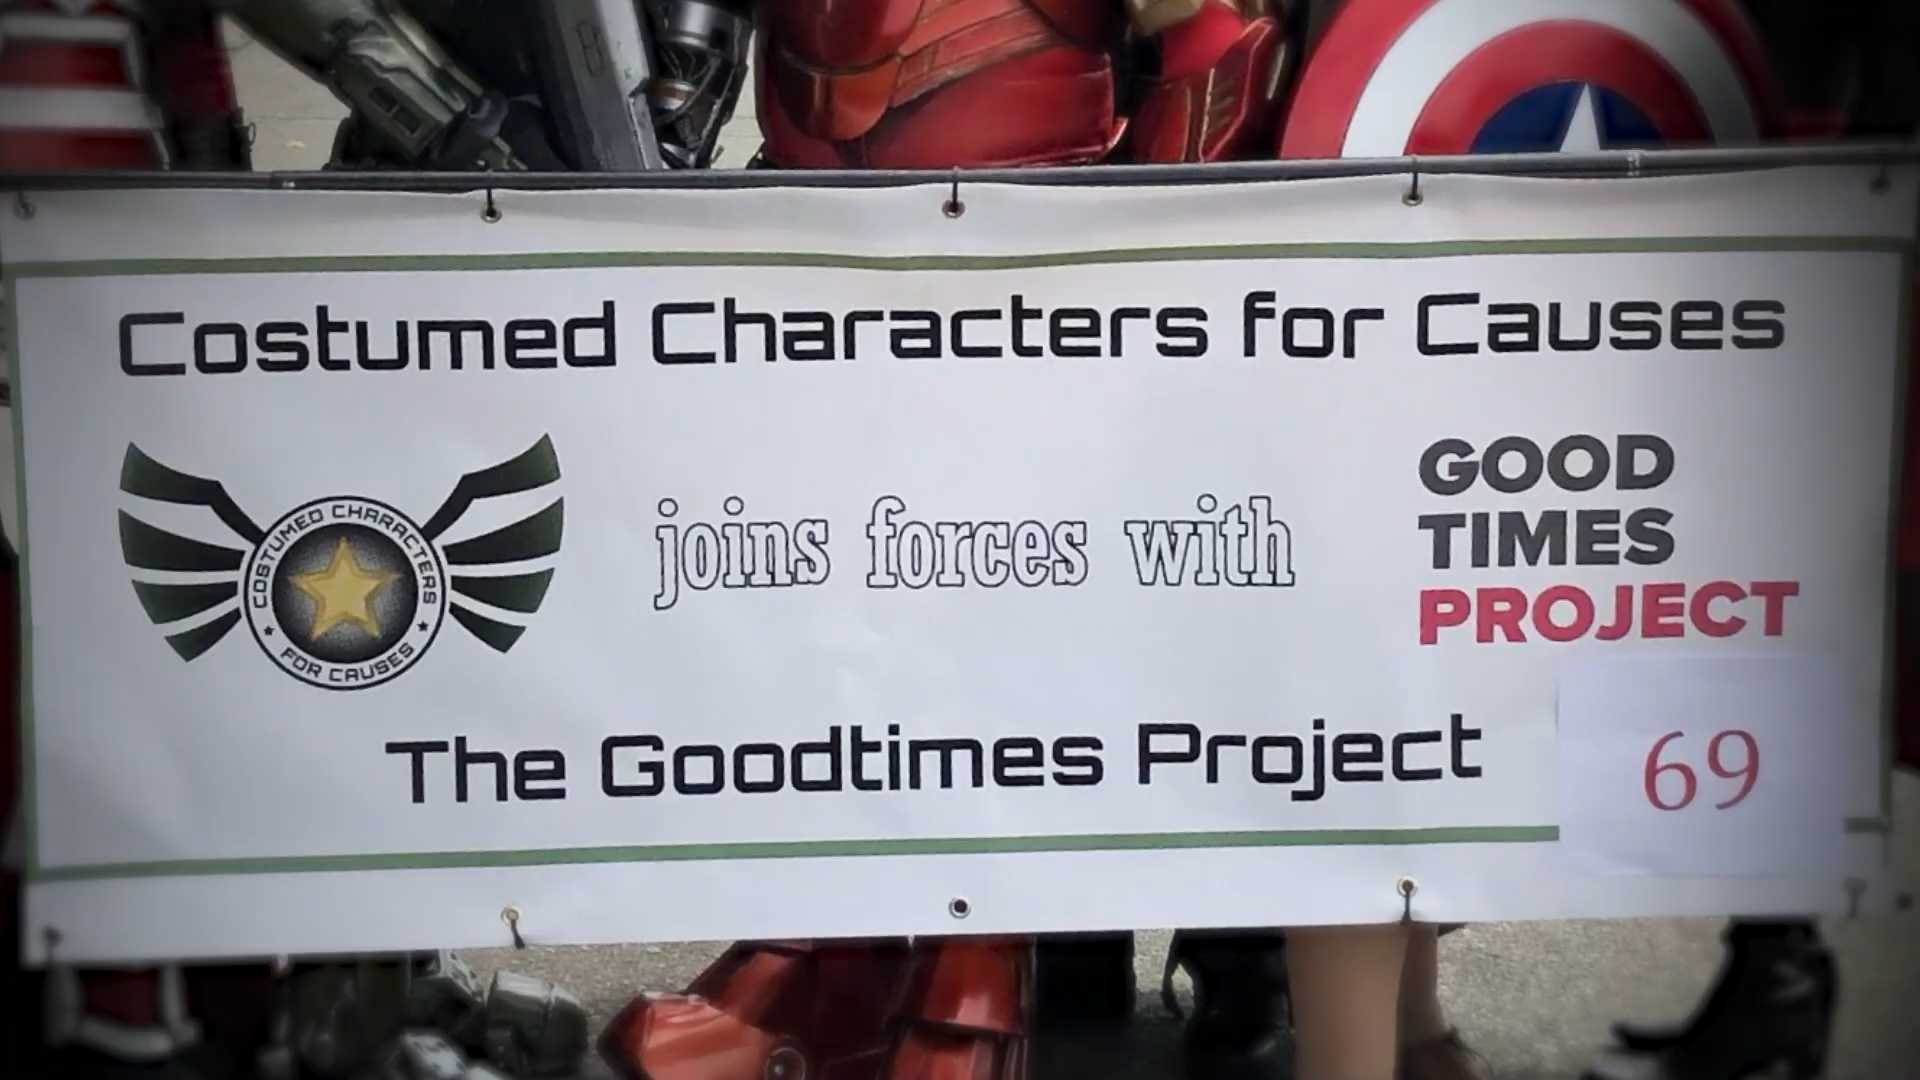 Costumed Characters for Causes
COSTUMED CHARACTERS
FOR CAUSES
joins forces with
GOOD
TIMES
PROJECT
The Goodtimes Project
69